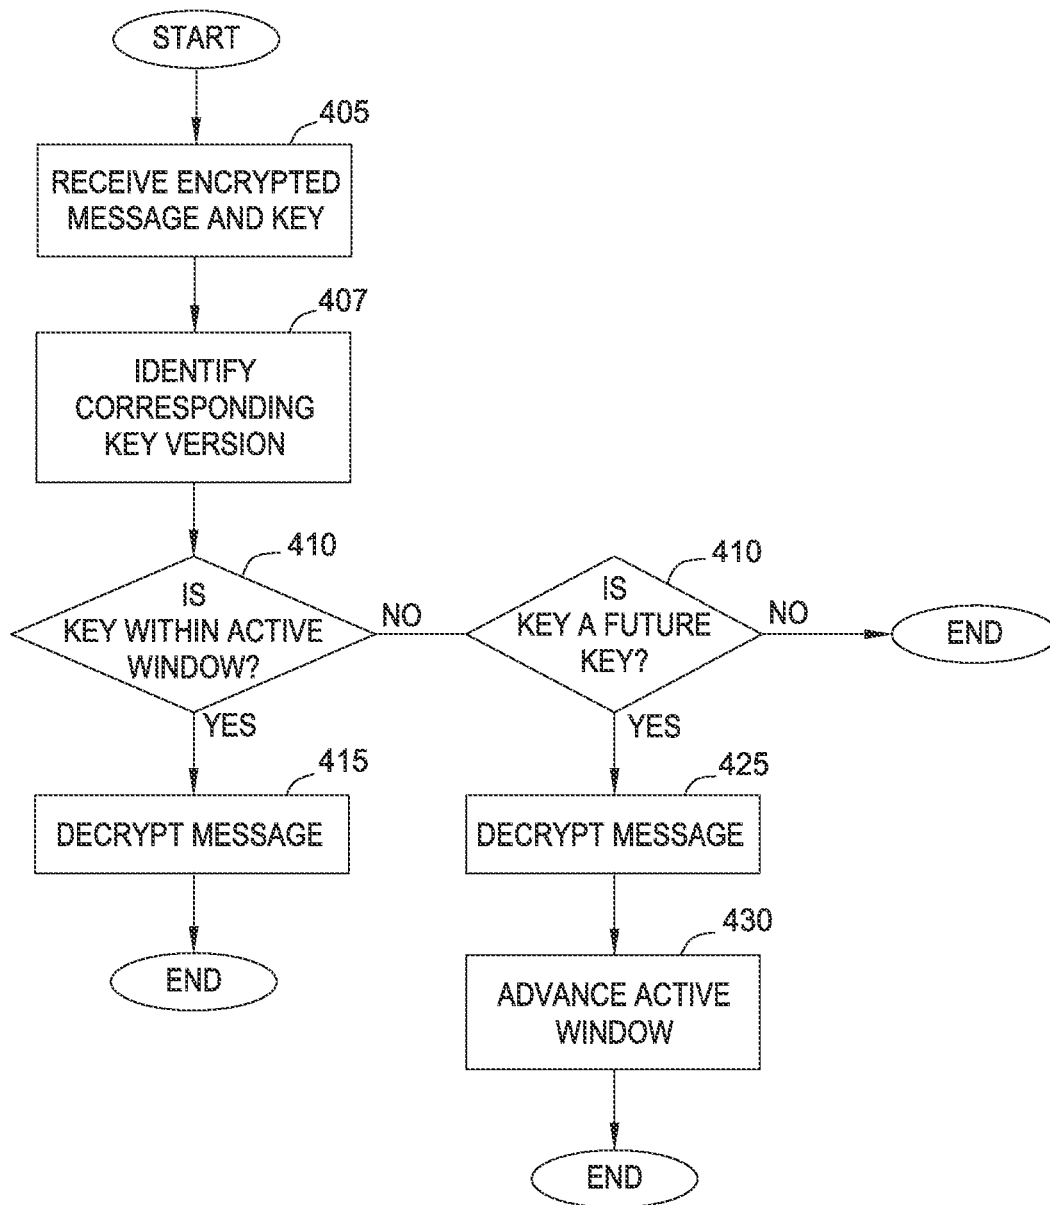 START
405
RECEIVE ENCRYPTED
MESSAGE AND KEY
407
IDENTIFY
CORRESPONDING
KEY VERSION
410
IS
KEY WITHIN ACTIVE
WINDOW?
NO
410
IS
KEY A FUTURE
KEY?
NO
END
YES
415
DECRYPT MESSAGE
END
YES
425
DECRYPT MESSAGE
430
ADVANCE ACTIVE
WINDOW
END